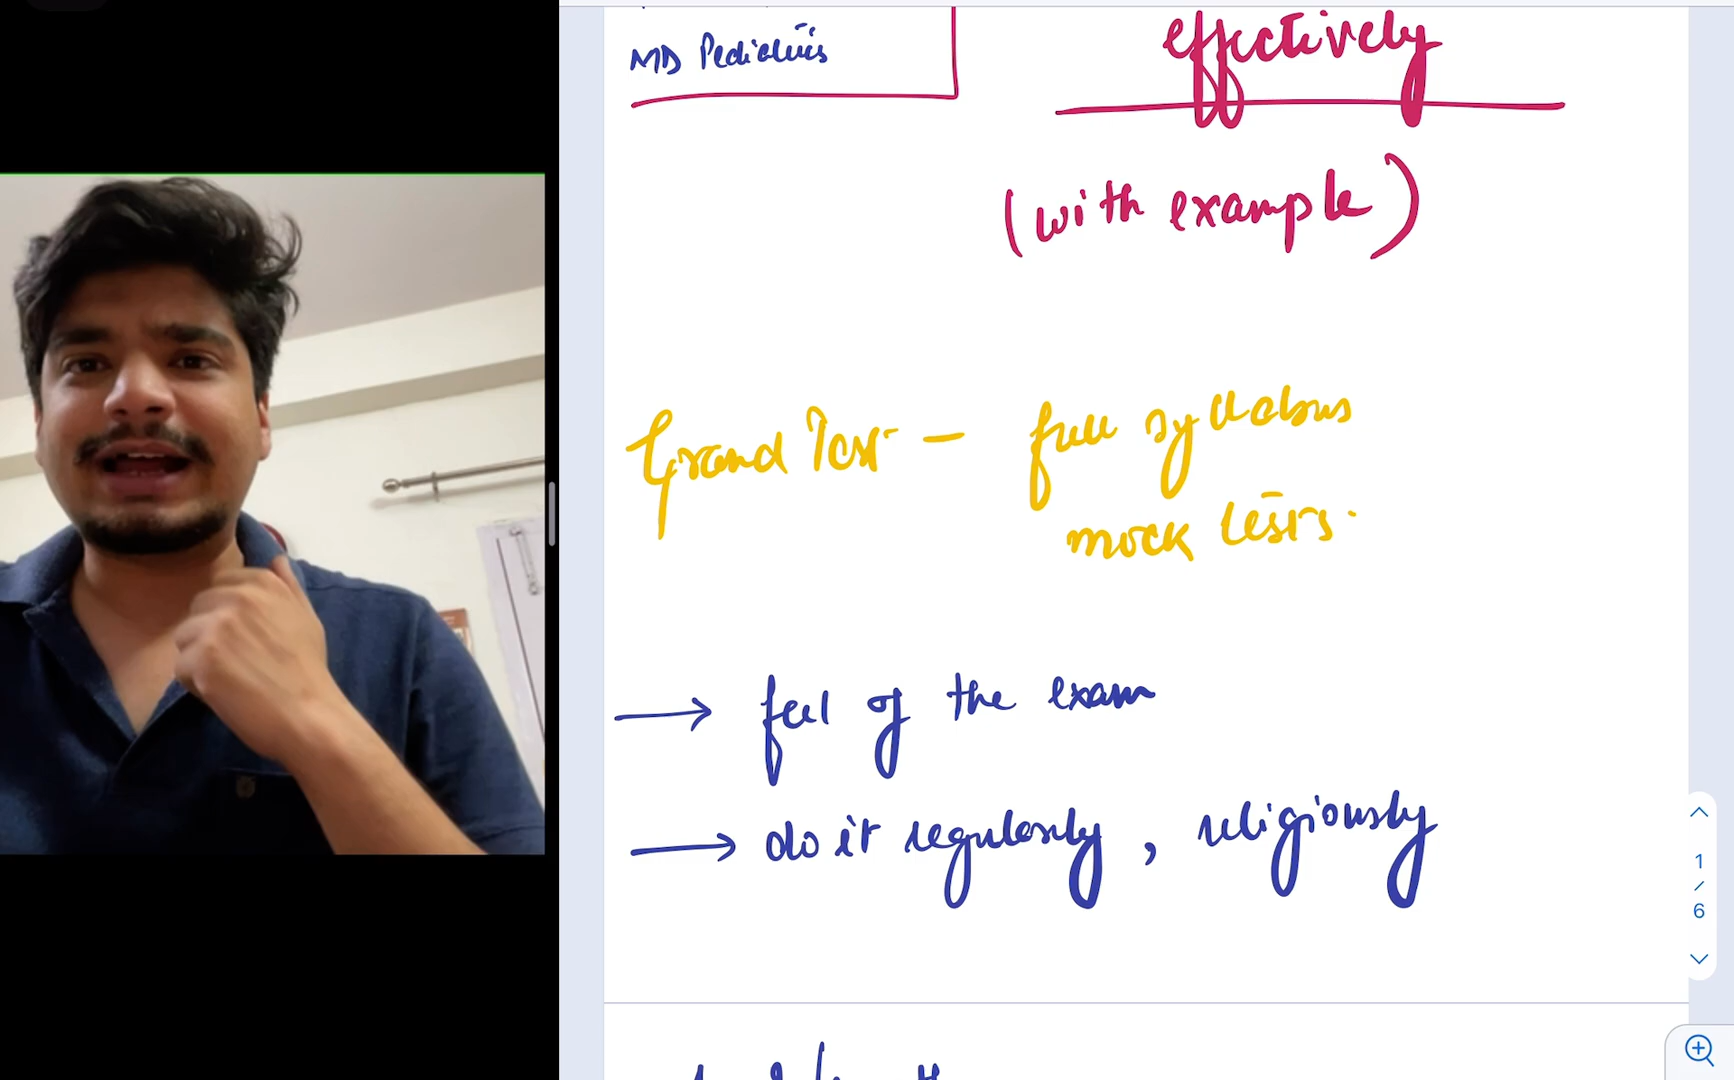 MD Pediatrics
effectively
(with example)
Grand Test - full syllabus
mock tests.
→ feel of the exam
→ do it regularly, religiously
1
/
6